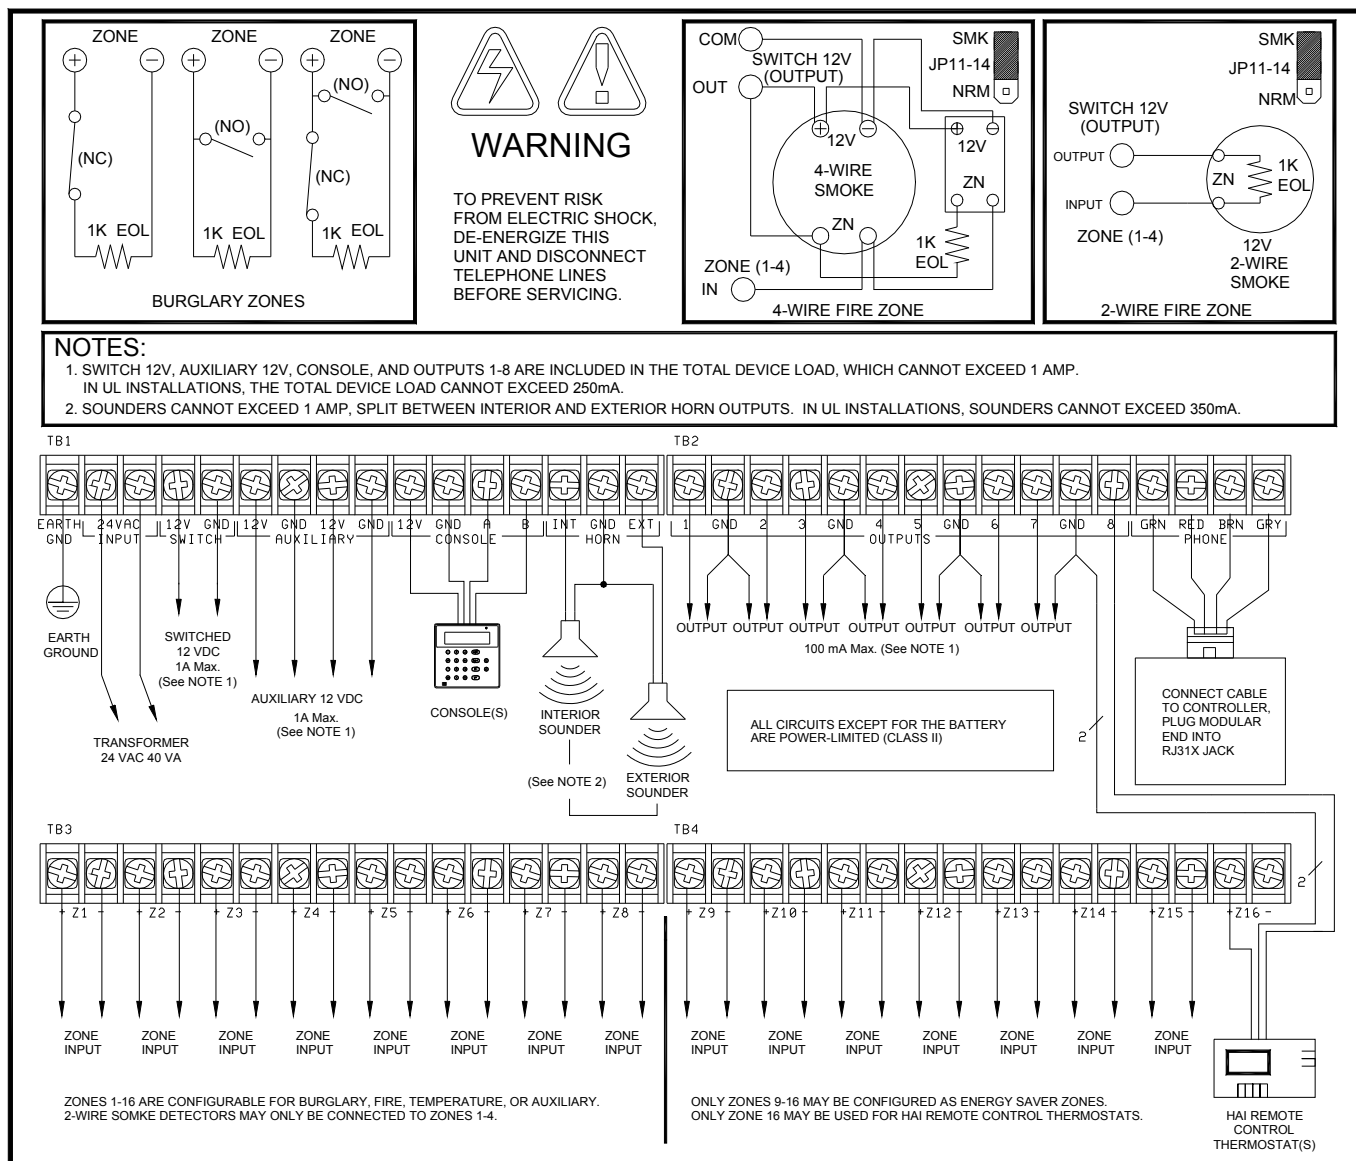 ZONE ZONE ZONE
+ - + - + -
(NO)
(NO)
(NC)
(NC)
1K EOL 1K EOL 1K EOL
BURGLARY ZONES
WARNING
TO PREVENT RISK
FROM ELECTRIC SHOCK,
DE-ENERGIZE THIS
UNIT AND DISCONNECT
TELEPHONE LINES
BEFORE SERVICING.
COM
SWITCH 12V
(OUTPUT)
OUT
SMK
JP11-14
NRM
+ -
12V
4-WIRE
SMOKE
ZN
+ -
12V
ZN
1K
EOL
ZONE (1-4)
IN
4-WIRE FIRE ZONE
SMK
JP11-14
NRM
SWITCH 12V
(OUTPUT)
OUTPUT
INPUT
ZN
1K
EOL
ZONE (1-4)
12V
2-WIRE
SMOKE
2-WIRE FIRE ZONE
NOTES:
1. SWITCH 12V, AUXILIARY 12V, CONSOLE, AND OUTPUTS 1-8 ARE INCLUDED IN THE TOTAL DEVICE LOAD, WHICH CANNOT EXCEED 1 AMP.
IN UL INSTALLATIONS, THE TOTAL DEVICE LOAD CANNOT EXCEED 250mA.
2. SOUNDERS CANNOT EXCEED 1 AMP, SPLIT BETWEEN INTERIOR AND EXTERIOR HORN OUTPUTS. IN UL INSTALLATIONS, SOUNDERS CANNOT EXCEED 350mA.
TB1 TB2
EARTH 24VAC 12V GND 12V GND 12V GND 12V GND A B INT GND EXT 1 GND 2 3 GND 4 5 GND 6 7 GND 8 GRN RED BRN GRY
GND INPUT SWITCH AUXILIARY CONSOLE HORN OUTPUTS PHONE
EARTH
GROUND
SWITCHED
12 VDC
1A Max.
(See NOTE 1)
TRANSFORMER
24 VAC 40 VA
AUXILIARY 12 VDC
1A Max.
(See NOTE 1)
CONSOLE(S)
INTERIOR
SOUNDER
(See NOTE 2)
EXTERIOR
SOUNDER
OUTPUT OUTPUT OUTPUT OUTPUT OUTPUT OUTPUT OUTPUT
100 mA Max. (See NOTE 1)
ALL CIRCUITS EXCEPT FOR THE BATTERY
ARE POWER-LIMITED (CLASS II)
2
CONNECT CABLE
TO CONTROLLER,
PLUG MODULAR
END INTO
RJ31X JACK
TB3 TB4
2
+ Z1 - + Z2 - + Z3 - + Z4 - + Z5 - + Z6 - + Z7 - + Z8 - + Z9 - +Z10 - +Z11 - +Z12 - +Z13 - +Z14 - +Z15 - +Z16 -
ZONE ZONE ZONE ZONE ZONE ZONE ZONE ZONE ZONE ZONE ZONE ZONE ZONE ZONE ZONE
INPUT INPUT INPUT INPUT INPUT INPUT INPUT INPUT INPUT INPUT INPUT INPUT INPUT INPUT INPUT
ZONES 1-16 ARE CONFIGURABLE FOR BURGLARY, FIRE, TEMPERATURE, OR AUXILIARY.
2-WIRE SOMKE DETECTORS MAY ONLY BE CONNECTED TO ZONES 1-4.
ONLY ZONES 9-16 MAY BE CONFIGURED AS ENERGY SAVER ZONES.
ONLY ZONE 16 MAY BE USED FOR HAI REMOTE CONTROL THERMOSTATS.
HAI REMOTE
CONTROL
THERMOSTAT(S)